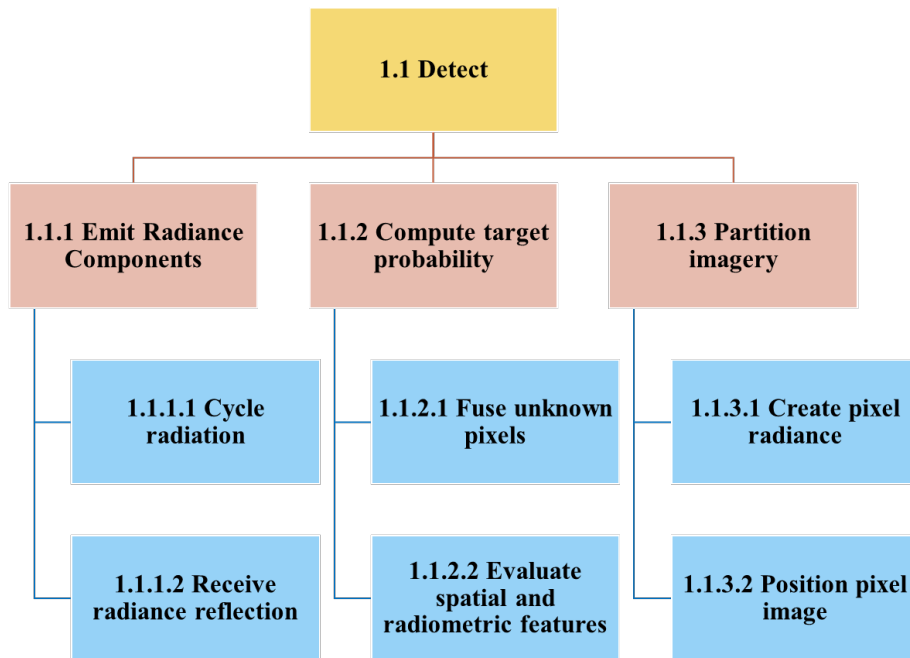 1.1 Detect
1.1.1 Emit Radiance
Components
1.1.2 Compute target
probability
1.1.3 Partition
imagery
1.1.1.1 Cycle
radiation
1.1.2.1 Fuse unknown
pixels
1.1.3.1 Create pixel
radiance
1.1.1.2 Receive
radiance reflection
1.1.2.2 Evaluate
spatial and
radiometric features
1.1.3.2 Position pixel
image